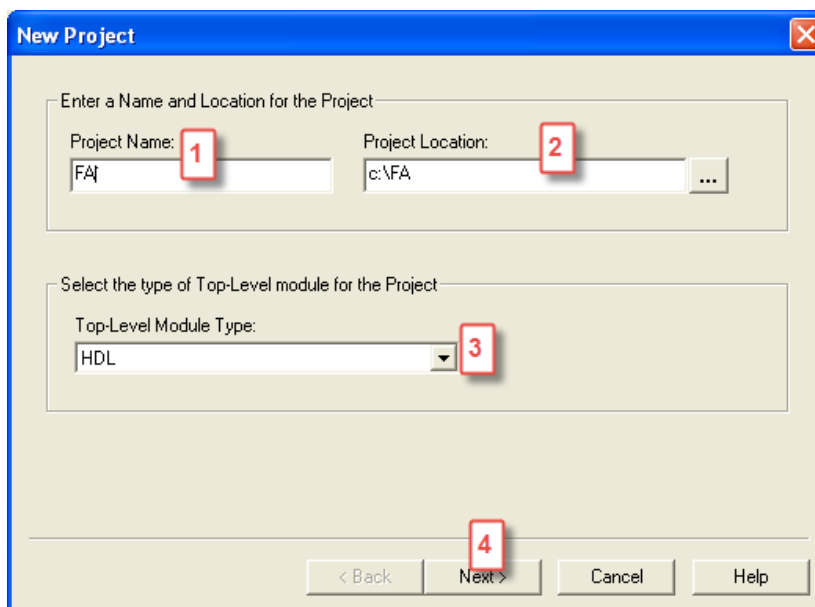 New Project
Enter a Name and Location for the Project
Project Name: 1
Project Location: 2
FA
c:\FA
...
Select the type of Top-Level module for the Project
Top-Level Module Type:
HDL
3
4
< Back
Next >
Cancel
Help